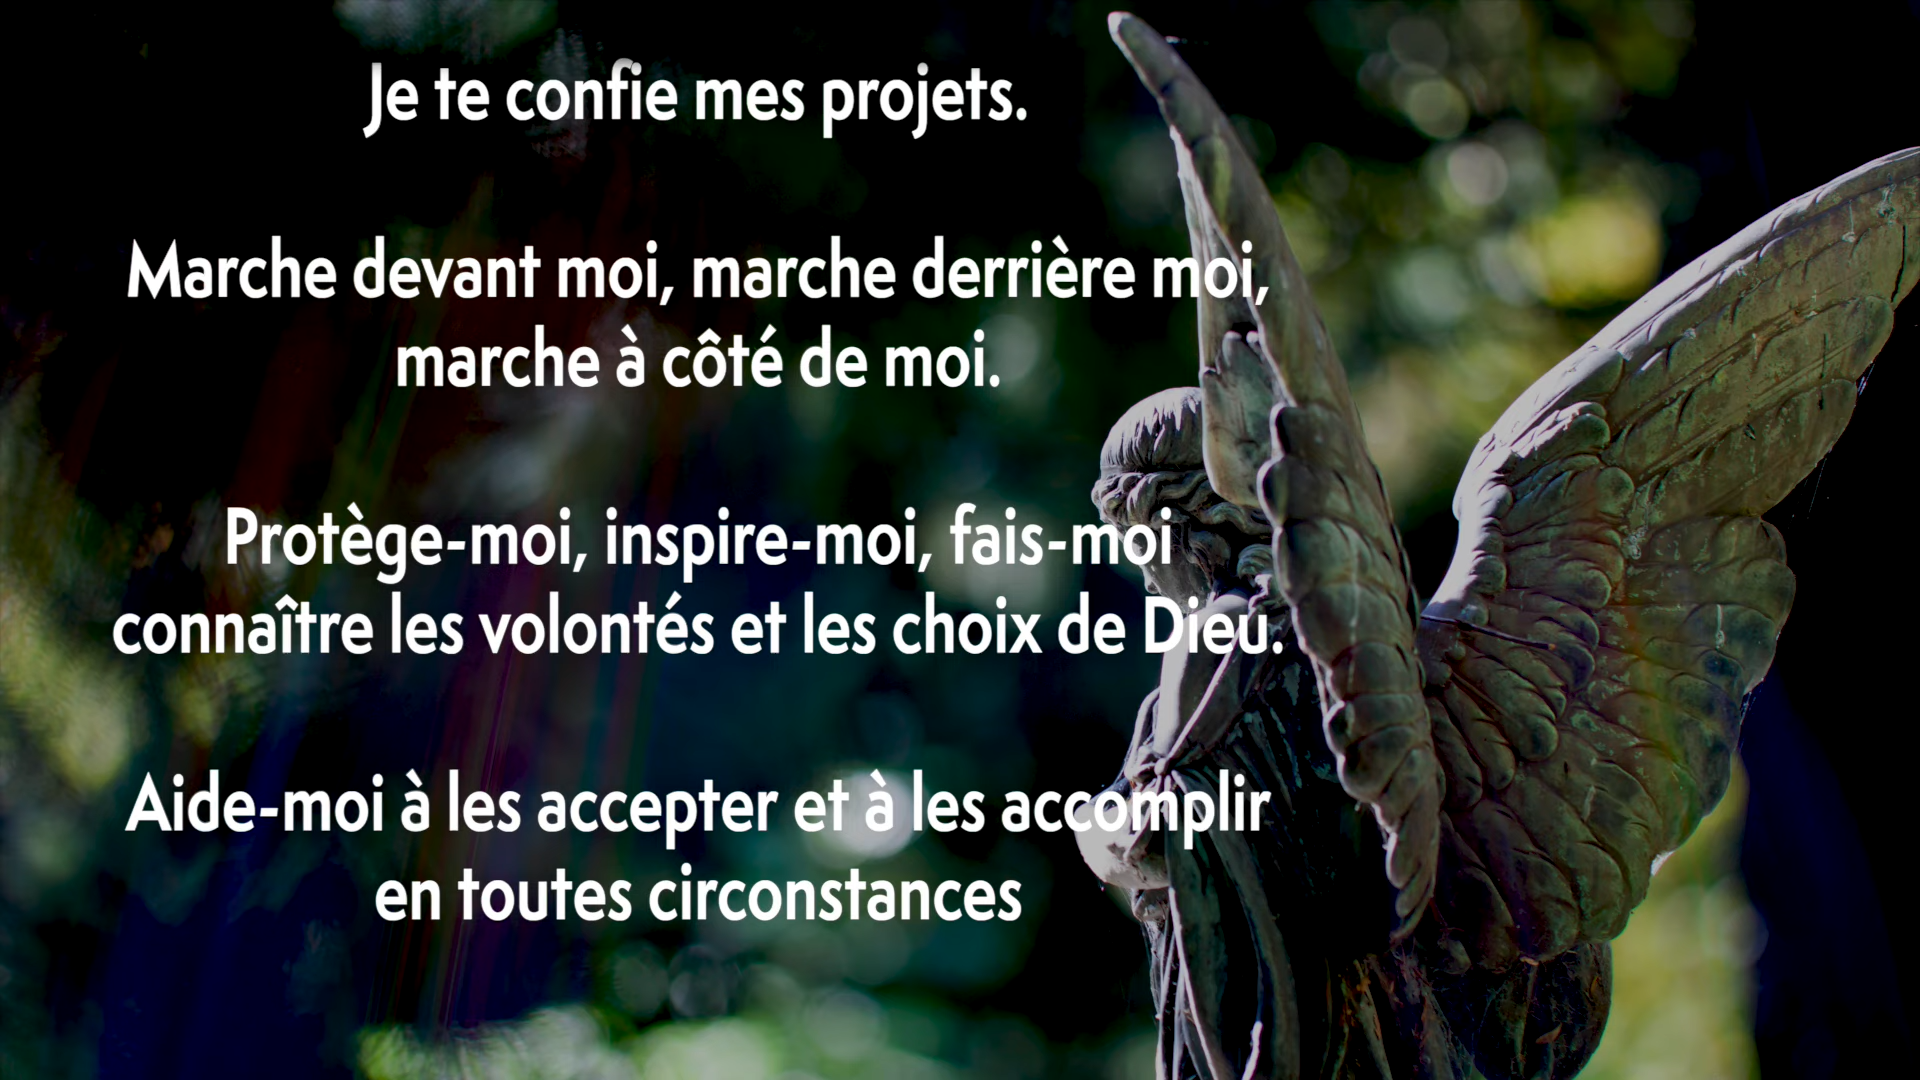 Je te confie mes projets.
Marche devant moi, marche derrière moi,
marche à côté de moi.
Protège-moi, inspire-moi, fais-moi
connaître les volontés et les choix de Dieu.
Aide-moi à les accepter et à les accomplir
en toutes circonstances